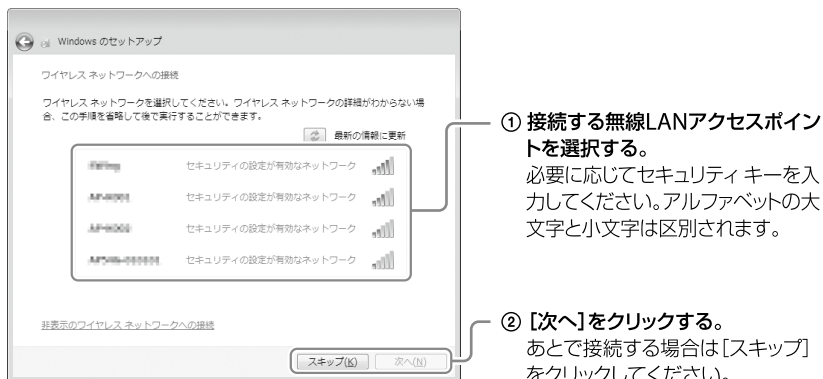 Windows のセットアップ
ワイヤレス ネットワークへの接続
ワイヤレス ネットワークを選択してください。ワイヤレス ネットワークの詳細がわからない場
合、この手順を省略して後で実行することができます。
最新の情報に更新
セキュリティの設定が有効なネットワーク
セキュリティの設定が有効なネットワーク
セキュリティの設定が有効なネットワーク
セキュリティの設定が有効なネットワーク
非表示のワイヤレス ネットワークへの接続
スキップ(K) 次へ(N)
① 接続する無線LANアクセスポイン
トを選択する。
必要に応じてセキュリティ キーを入
力してください。アルファベットの大
文字と小文字は区別されます。
② [次へ]をクリックする。
あとで接続する場合は[スキップ]
をクリックしてください。